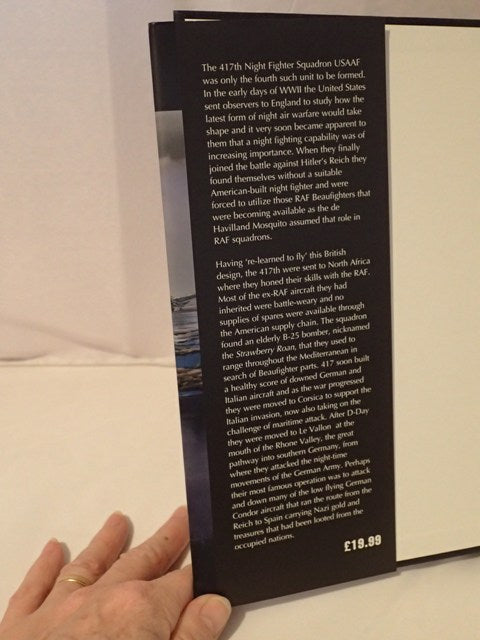 The 417th Night Fighter Squadron USAAF
was only the fourth such unit to be formed.
In the early days of WWII the United States
sent observers to England to study how the
latest form of night air warfare would take
shape and it very soon became apparent to
them that a night fighting capability was of
increasing importance. When they finally
joined the battle against Hitler's Reich they
found themselves without a suitable
American-built night fighter and were
forced to utilize those RAF Beaufighters that
were becoming available as the de
Havilland Mosquito assumed that role in
RAF squadrons.
Having 're-learned to fly' this British
design, the 417th were sent to North Africa
where they honed their skills with the RAF.
Most of the ex-RAF aircraft they had
inherited were battle-weary and no
supplies of spares were available through
the American supply chain. The squadron
found an elderly B-25 bomber, nicknamed
the Strawberry Roan, that they used to
range throughout the Mediterranean in
search of Beaufighter parts. 417 soon built
a healthy score of downed German and
Italian aircraft and as the war progressed
they were moved to Corsica to support the
Italian invasion, now also taking on the
challenge of maritime attack. After D-Day
they were moved to Le Vallon at the
mouth of the Rhone Valley, the great
pathway into southern Germany, from
where they attacked the night-time
movements of the German Army. Perhaps
their most famous operation was to attack
and down many of the low flying German
Condor aircraft that ran the route from the
Reich to Spain carrying Nazi gold and
treasures that had been looted from the
occupied nations.
£19.99